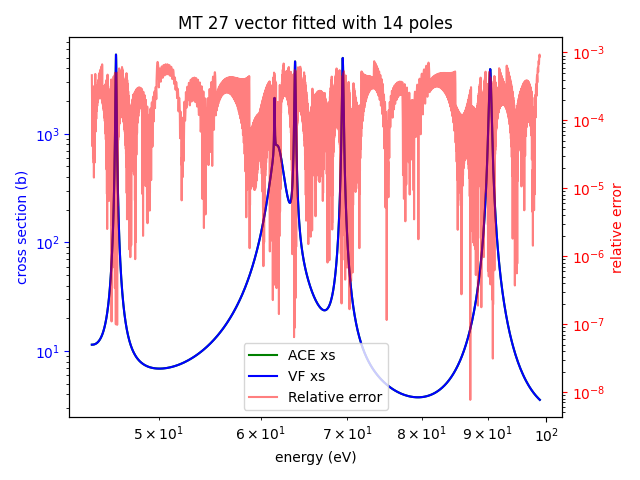 MT 27 vector fitted with 14 poles
cross section (b)
10³
10²
10¹
10⁻³
10⁻⁴
10⁻⁵
10⁻⁶
10⁻⁷
10⁻⁸
relative error
ACE xs
VF xs
Relative error
5 × 10¹ 6 × 10¹ 7 × 10¹ 8 × 10¹ 9 × 10¹ 10²
energy (eV)